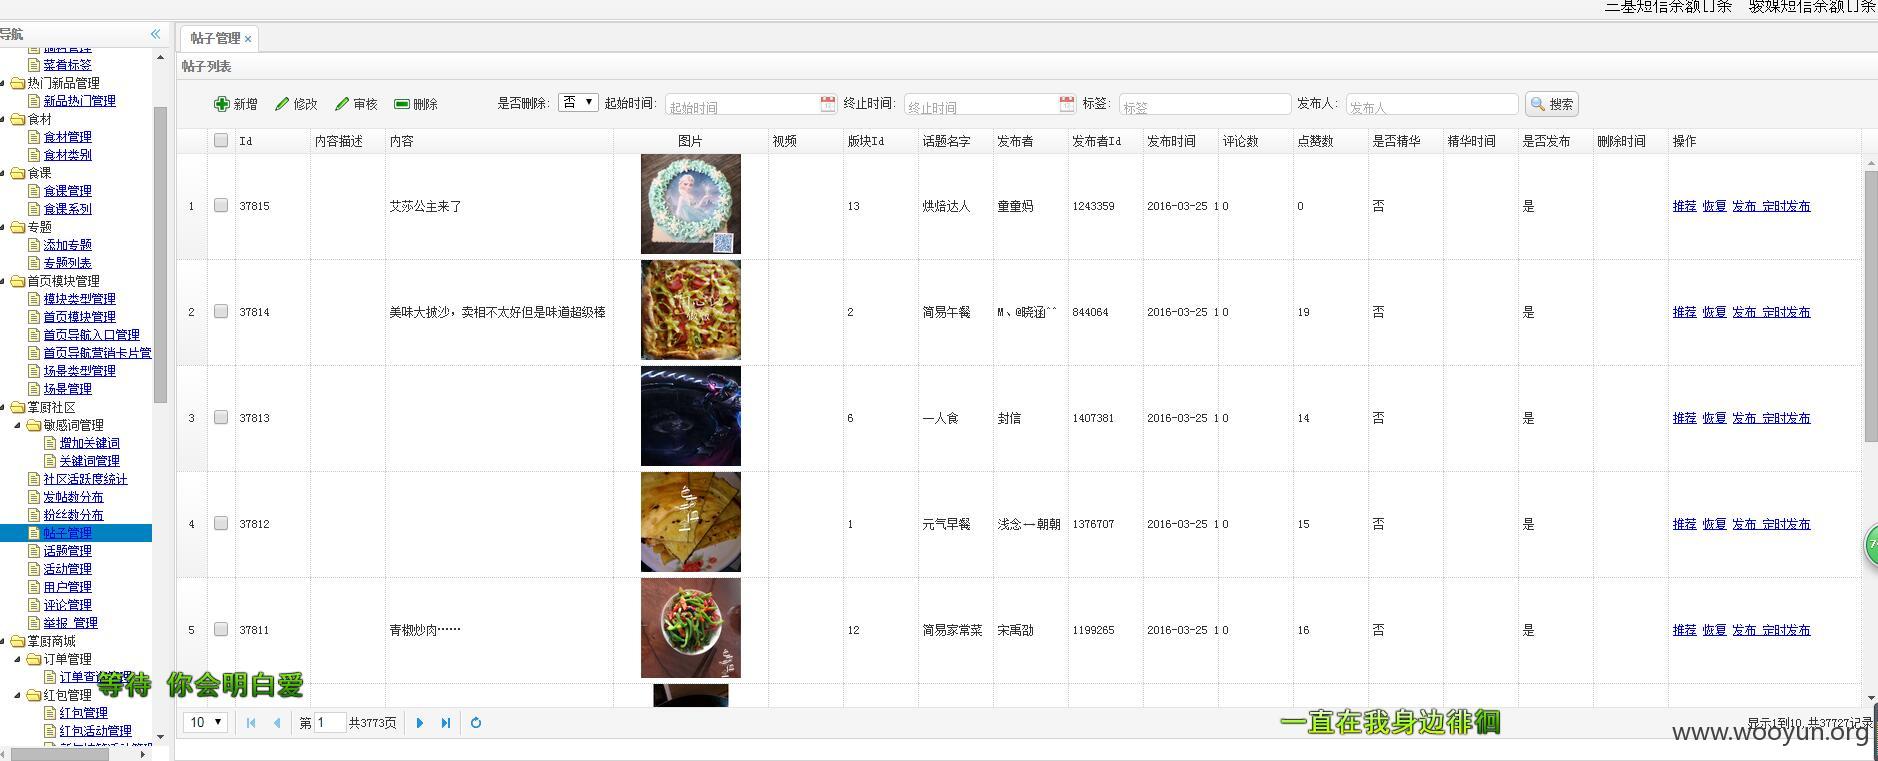 导航
帖子管理
帖子列表
新增 修改 审核 删除 是否删除: 否 起始时间: 起始时间 终止时间: 终止时间 标签: 标签 发布人: 发布人 搜索
Id 内容描述 内容 图片 视频 版块Id 话题名字 发布者 发布者Id 发布时间 评论数 点赞数 是否精华 精华时间 是否发布 删除时间 操作
1 37815 艾莎公主来了 13 烘焙达人 童童妈 1243359 2016-03-25 1 0 0 否 是 推荐 恢复 发布 定时发布
2 37814 美味大披沙，卖相不太好但是味道超级棒 2 简易午餐 M、@晓涵^^ 844064 2016-03-25 1 0 19 否 是 推荐 恢复 发布 定时发布
3 37813 6 一人食 封信 1407381 2016-03-25 1 0 14 否 是 推荐 恢复 发布 定时发布
4 37812 1 元气早餐 浅念↔朝朝 1376707 2016-03-25 1 0 15 否 是 推荐 恢复 发布 定时发布
5 37811 青椒炒肉…… 12 简易家常菜 宋禹劭 1199265 2016-03-25 1 0 16 否 是 推荐 恢复 发布 定时发布
菜肴标签
热门新品管理
新品热门管理
食材
食材管理
食材类别
食课
食课管理
食课系列
专题
添加专题
专题列表
首页模块管理
模块类型管理
首页模块管理
首页导航入口管理
首页导航营销卡片管
场景类型管理
场景管理
掌厨社区
敏感词管理
增加关键词
关键词管理
社区活跃度统计
发帖数分布
粉丝数分布
帖子管理
话题管理
活动管理
用户管理
评论管理
举报 管理
掌厨商城
订单管理
订单查
红包管理
红包管理
红包活动管理
等待 你会明白爱
10 第 1 共3773页
一直在我身边徘徊
显示1到10,共37727记录
www.wooyun.org